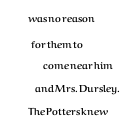 was no reason
for them to
come near him
and Mrs. Dursley.
The Potters knew